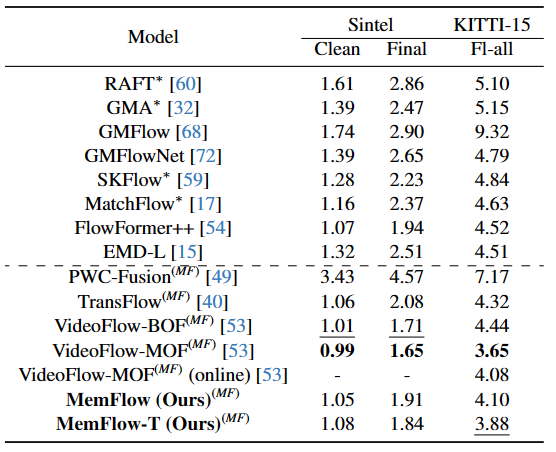 Model Sintel KITTI-15
Clean Final Fl-all
RAFT* [60] 1.61 2.86 5.10
GMA* [32] 1.39 2.47 5.15
GMFlow [68] 1.74 2.90 9.32
GMFlowNet [72] 1.39 2.65 4.79
SKFlow* [59] 1.28 2.23 4.84
MatchFlow* [17] 1.16 2.37 4.63
FlowFormer++ [54] 1.07 1.94 4.52
EMD-L [15] 1.32 2.51 4.51
PWC-Fusion(MF) [49] 3.43 4.57 7.17
TransFlow(MF) [40] 1.06 2.08 4.32
VideoFlow-BOF(MF) [53] 1.01 1.71 4.44
VideoFlow-MOF(MF) [53] 0.99 1.65 3.65
VideoFlow-MOF(MF) (online) [53] - - 4.08
MemFlow (Ours)(MF) 1.05 1.91 4.10
MemFlow-T (Ours)(MF) 1.08 1.84 3.88